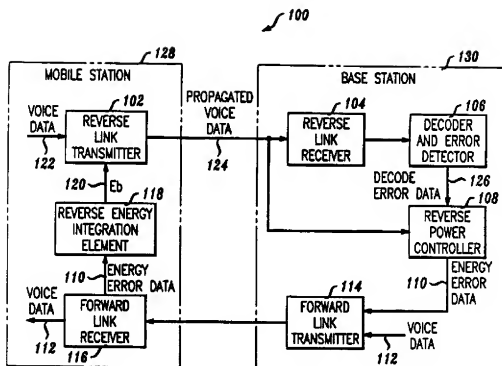 100
128
MOBILE STATION
130
BASE STATION
VOICE
DATA
122
102
REVERSE
LINK
TRANSMITTER
PROPAGATED
VOICE
DATA
124
104
REVERSE
LINK
RECEIVER
106
DECODER
AND ERROR
DETECTOR
120
Eb
118
REVERSE ENERGY
INTEGRATION
ELEMENT
DECODE
ERROR DATA
126
108
REVERSE
POWER
CONTROLLER
110
ENERGY
ERROR DATA
110
ENERGY
ERROR
DATA
VOICE
DATA
112
FORWARD
LINK
RECEIVER
116
114
FORWARD
LINK
TRANSMITTER
VOICE
DATA
112